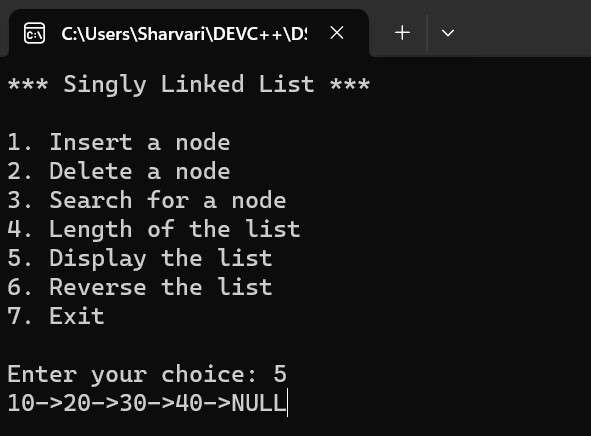 C:\Users\Sharvari\DEVC++\DS
*** Singly Linked List ***
1. Insert a node
2. Delete a node
3. Search for a node
4. Length of the list
5. Display the list
6. Reverse the list
7. Exit
Enter your choice: 5
10->20->30->40->NULL